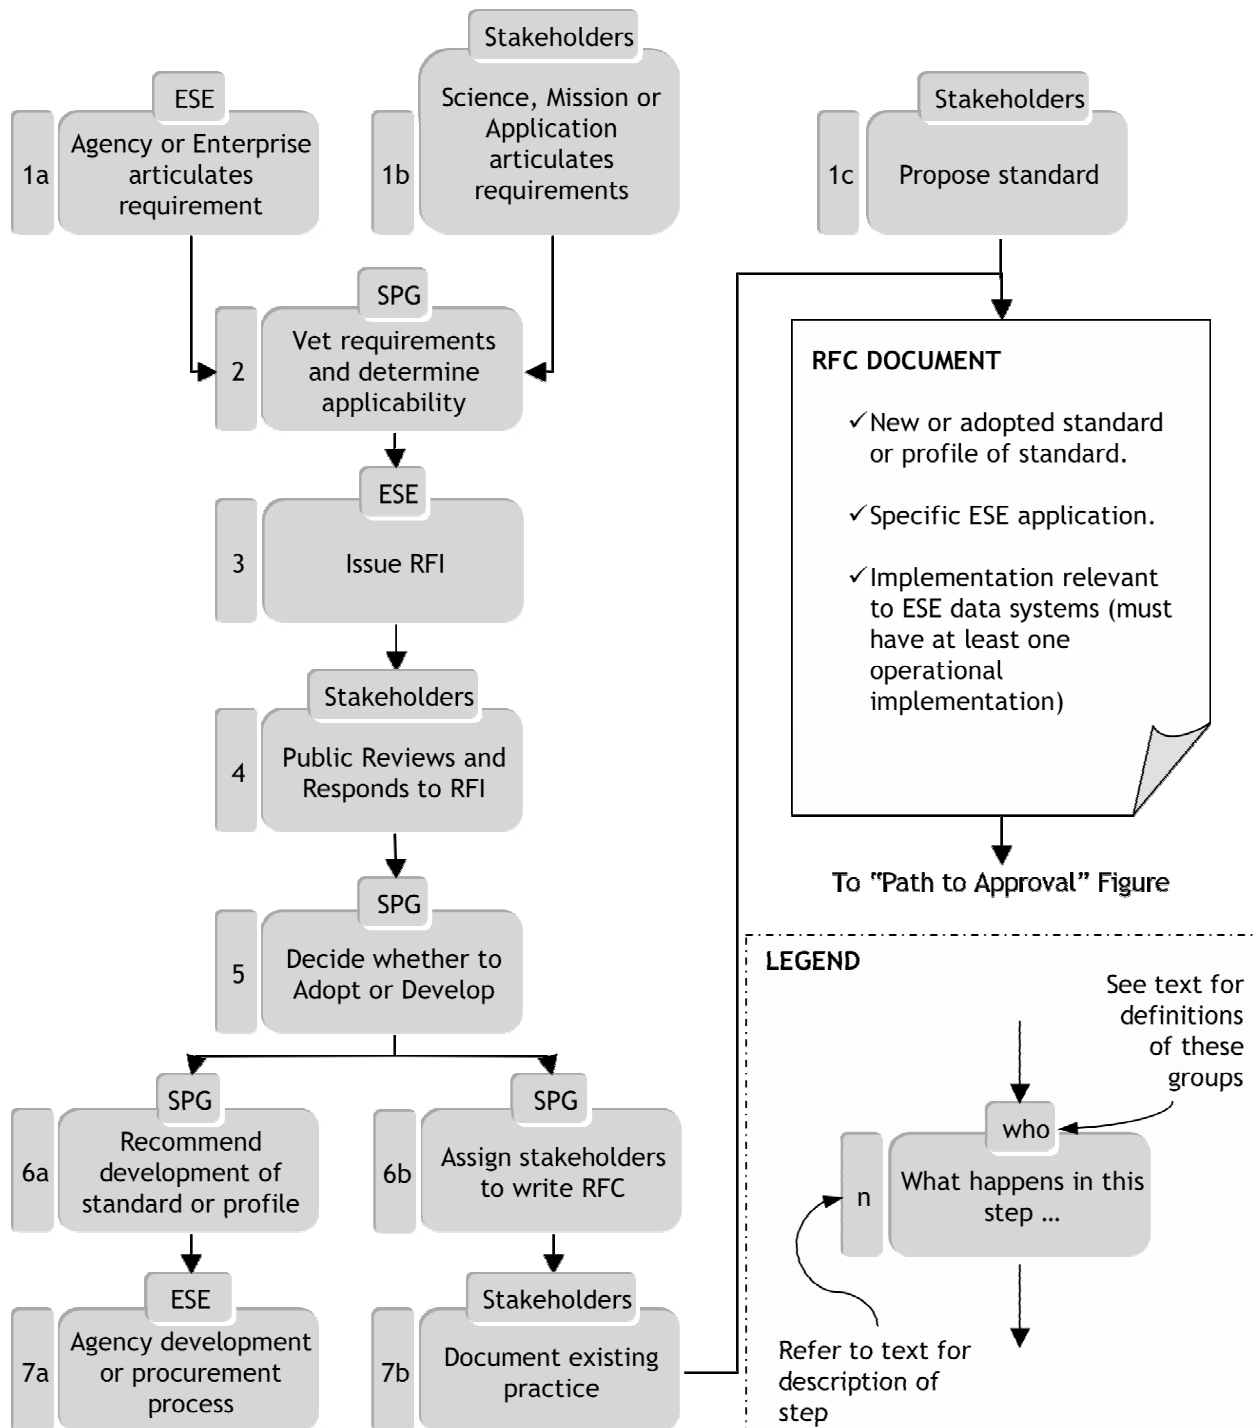 ESE
1a
Agency or Enterprise
articulates
requirement
Stakeholders
1b
Science, Mission or
Application
articulates
requirements
Stakeholders
1c
Propose standard
SPG
2
Vet requirements
and determine
applicability
ESE
3
Issue RFI
Stakeholders
4
Public Reviews and
Responds to RFI
SPG
5
Decide whether to
Adopt or Develop
SPG
6a
Recommend
development of
standard or profile
SPG
6b
Assign stakeholders
to write RFC
ESE
7a
Agency development
or procurement
process
Stakeholders
7b
Document existing
practice
RFC DOCUMENT
✓New or adopted standard
or profile of standard.
✓Specific ESE application.
✓Implementation relevant
to ESE data systems (must
have at least one
operational
implementation)
To “Path to Approval” Figure
LEGEND
See text for
definitions
of these
groups
who
n
What happens in this
step …
Refer to text for
description of
step